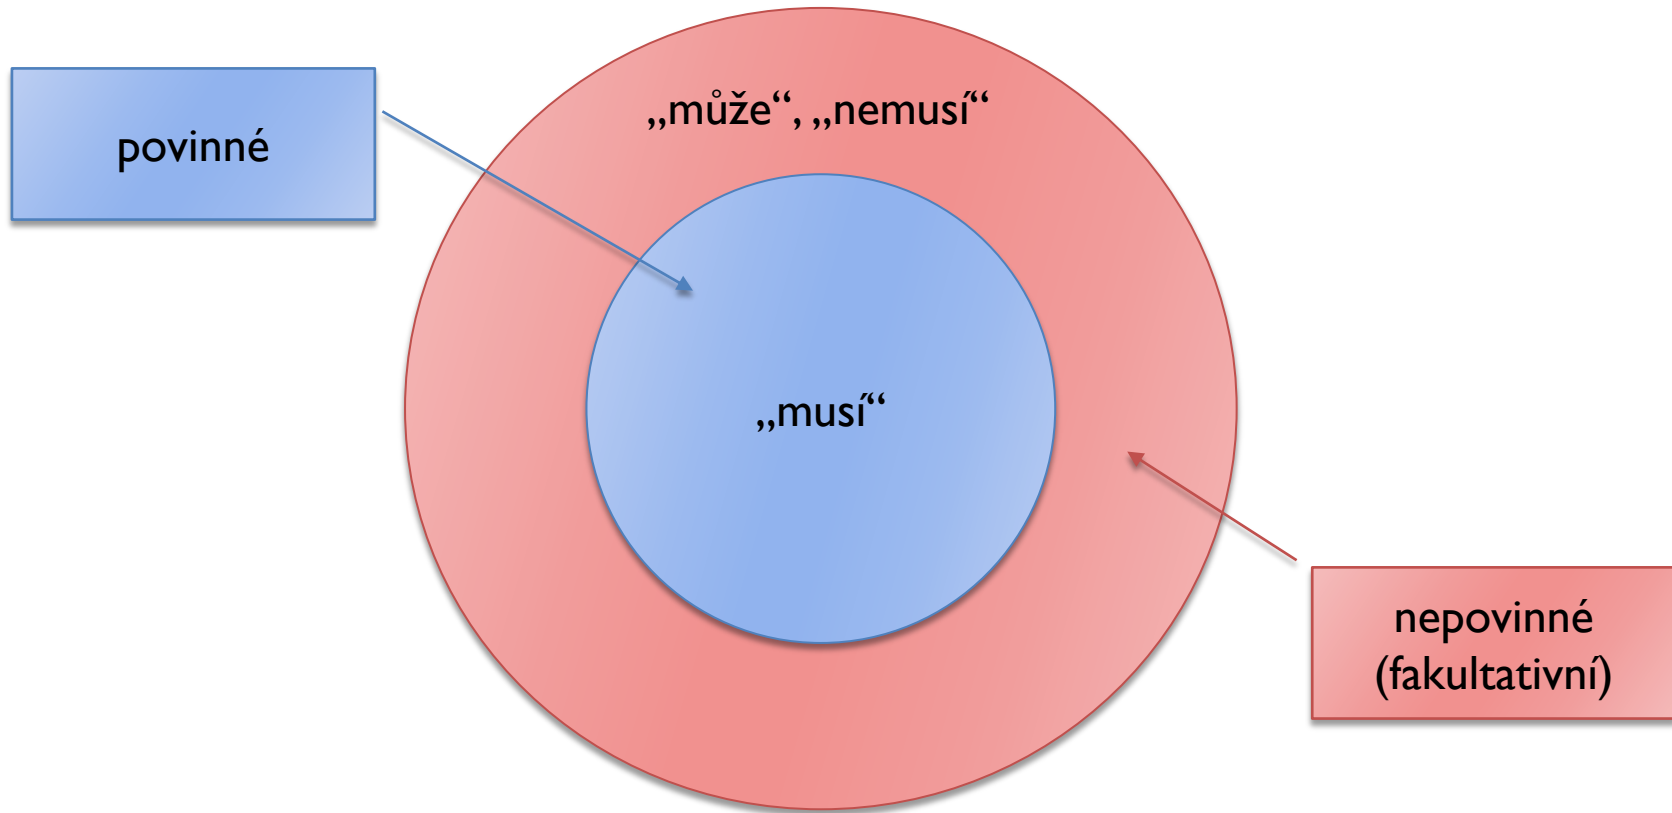 „může“, „nemusí“
povinné
„musí“
nepovinné
(fakultativní)